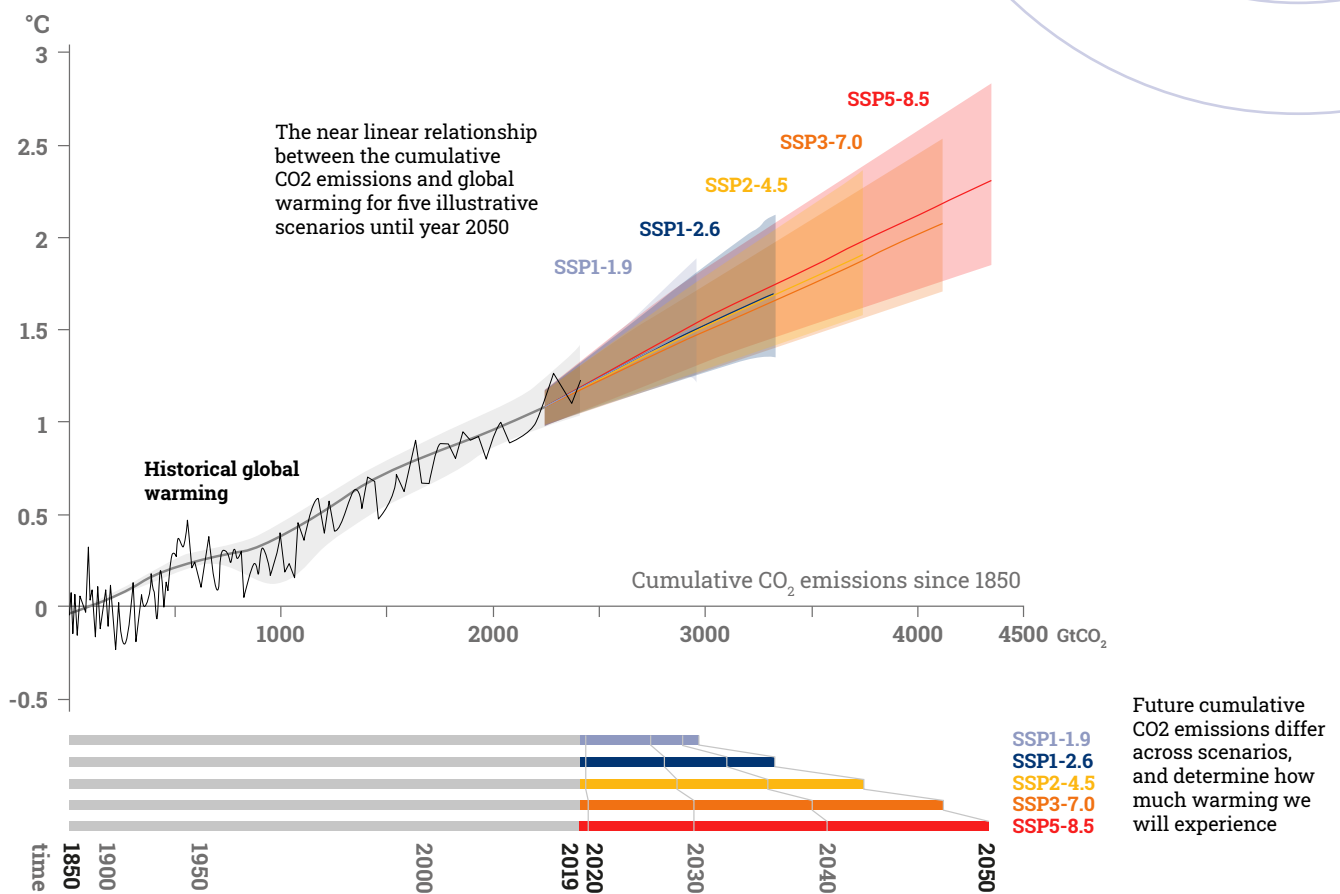 °C
3
2.5
2
1.5
1
0.5
0
-0.5
The near linear relationship
between the cumulative
CO2 emissions and global
warming for five illustrative
scenarios until year 2050
SSP5-8.5
SSP3-7.0
SSP2-4.5
SSP1-2.6
SSP1-1.9
Historical global
warming
Cumulative CO₂ emissions since 1850
1000
2000
3000
4000
4500 GtCO₂
SSP1-1.9
SSP1-2.6
SSP2-4.5
SSP3-7.0
SSP5-8.5
Future cumulative
CO2 emissions differ
across scenarios,
and determine how
much warming we
will experience
time
1850
1900
1950
2000
2019
2020
2030
2040
2050